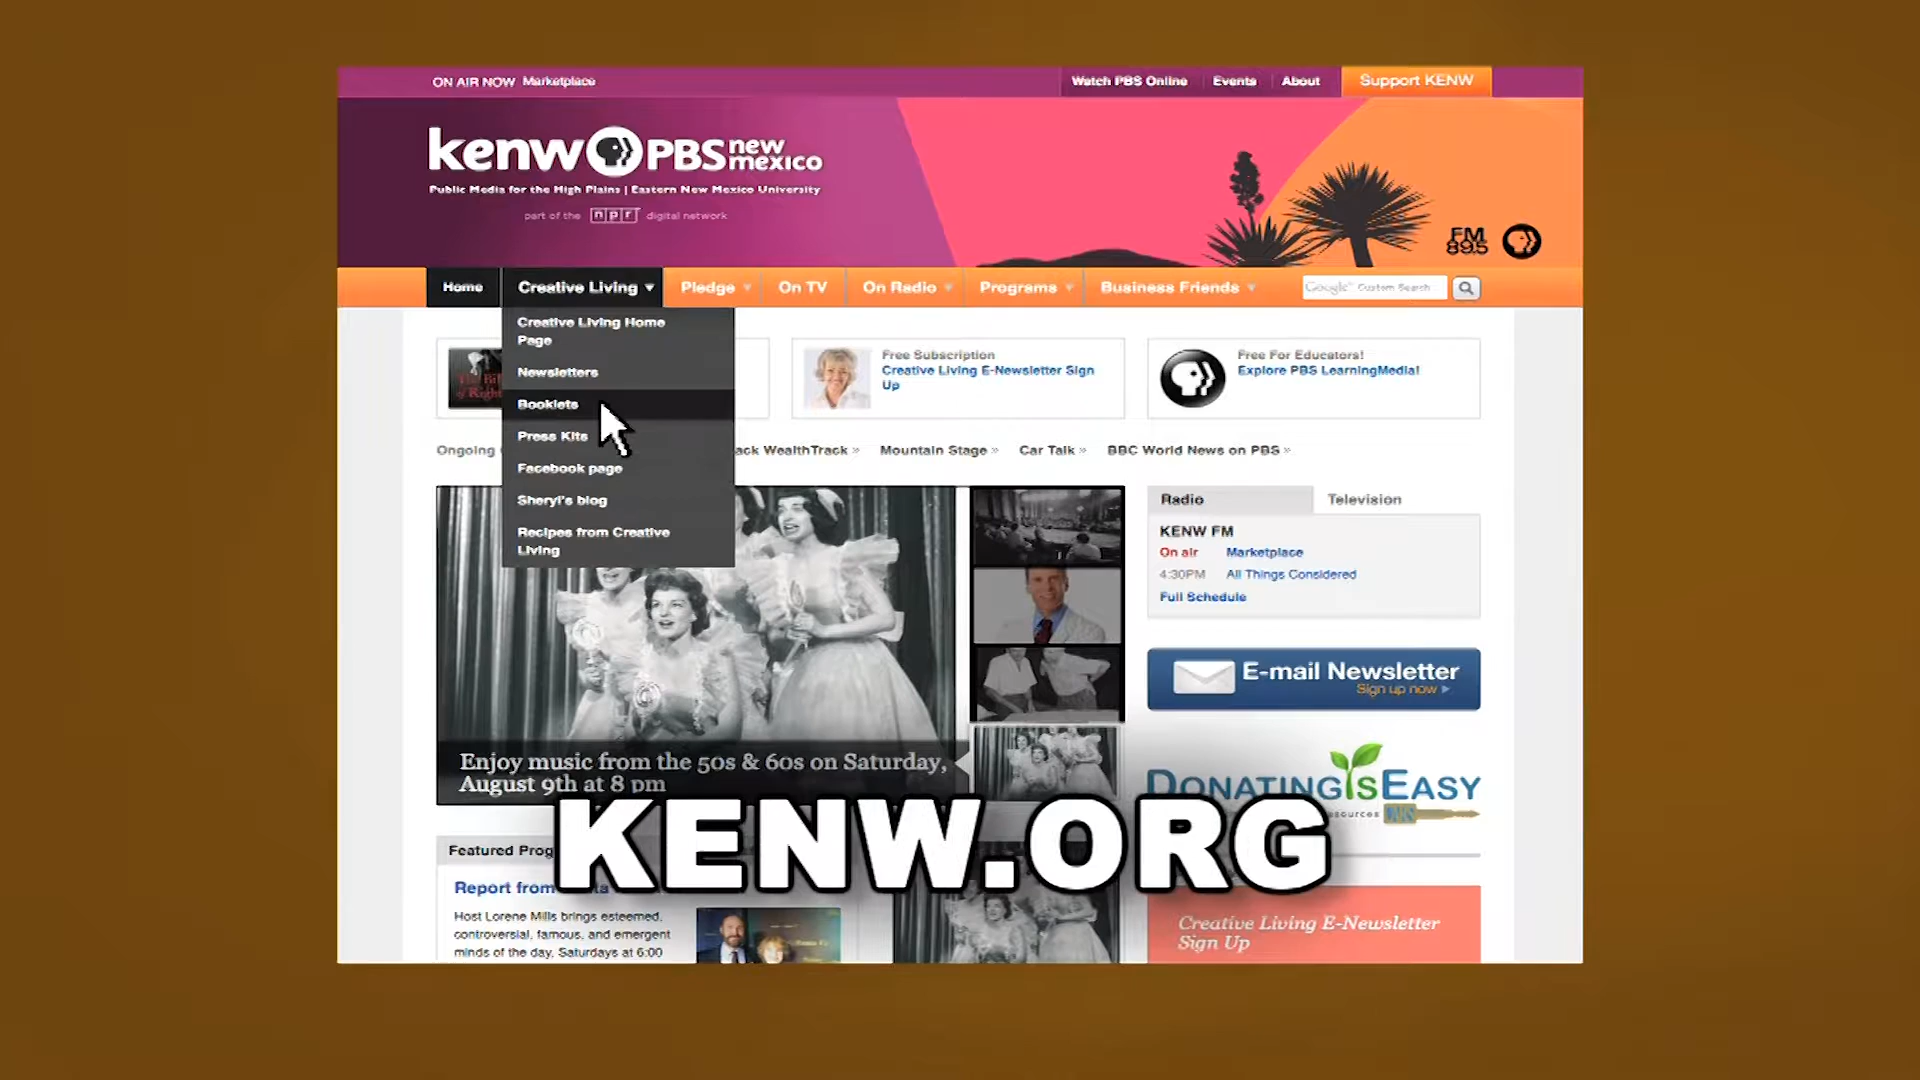 ON AIR NOW Marketplace
Watch PBS Online Events About Support KENW
kenw PBS new mexico
Public Media for the High Plains | Eastern New Mexico University
part of the npr digital network
FM 89.5
Home Creative Living Pledge On TV On Radio Programs Business Friends Google Custom Search
Creative Living Home
Page
Newsletters
Booklets
Press Kits
Facebook page
Sheryl's blog
Recipes from Creative
Living
Free Subscription
Creative Living E-Newsletter Sign
Up
Free For Educators!
Explore PBS LearningMedia!
Ongoing WealthTrack » Mountain Stage » Car Talk » BBC World News on PBS »
Enjoy music from the 50s & 60s on Saturday,
August 9th at 8 pm
Radio Television
KENW FM
On air Marketplace
4:30PM All Things Considered
Full Schedule
E-mail Newsletter
Sign up now
DONATING IS EASY
CARS
KENW.ORG
Featured
Report from
Host Lorene Mills brings esteemed,
controversial, famous, and emergent
minds of the day. Saturdays at 6:00
Creative Living E-Newsletter
Sign Up